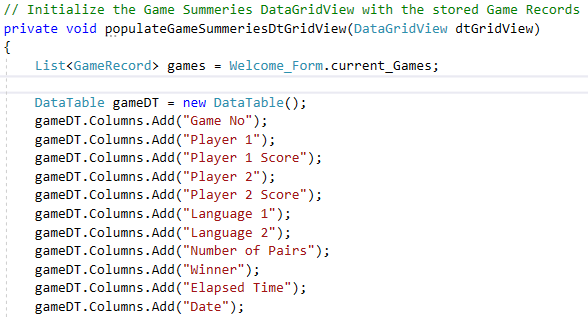 // Initialize the Game Summeries DataGridView with the stored Game Records
private void populateGameSummeriesDtGridView(DataGridView dtGridView)
{
List<GameRecord> games = Welcome_Form.current_Games;
DataTable gameDT = new DataTable();
gameDT.Columns.Add("Game No");
gameDT.Columns.Add("Player 1");
gameDT.Columns.Add("Player 1 Score");
gameDT.Columns.Add("Player 2");
gameDT.Columns.Add("Player 2 Score");
gameDT.Columns.Add("Language 1");
gameDT.Columns.Add("Language 2");
gameDT.Columns.Add("Number of Pairs");
gameDT.Columns.Add("Winner");
gameDT.Columns.Add("Elapsed Time");
gameDT.Columns.Add("Date");